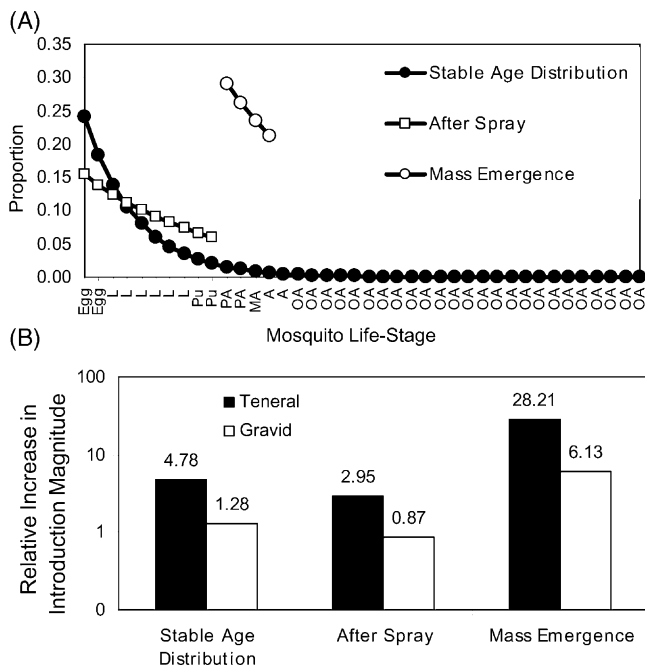 (A)
0.35
0.30
0.25
0.20
0.15
0.10
0.05
0.00
Proportion
Stable Age Distribution
After Spray
Mass Emergence
Egg Egg L L L L L L Pu Pu PA PA MA A A OA OA OA OA OA OA OA OA OA OA OA OA OA OA OA OA OA OA OA OA OA OA OA OA OA
Mosquito Life-Stage
(B)
Relative Increase in
Introduction Magnitude
100
10
1
0
Teneral
Gravid
4.78
1.28
2.95
0.87
28.21
6.13
Stable Age
Distribution
After Spray
Mass Emergence